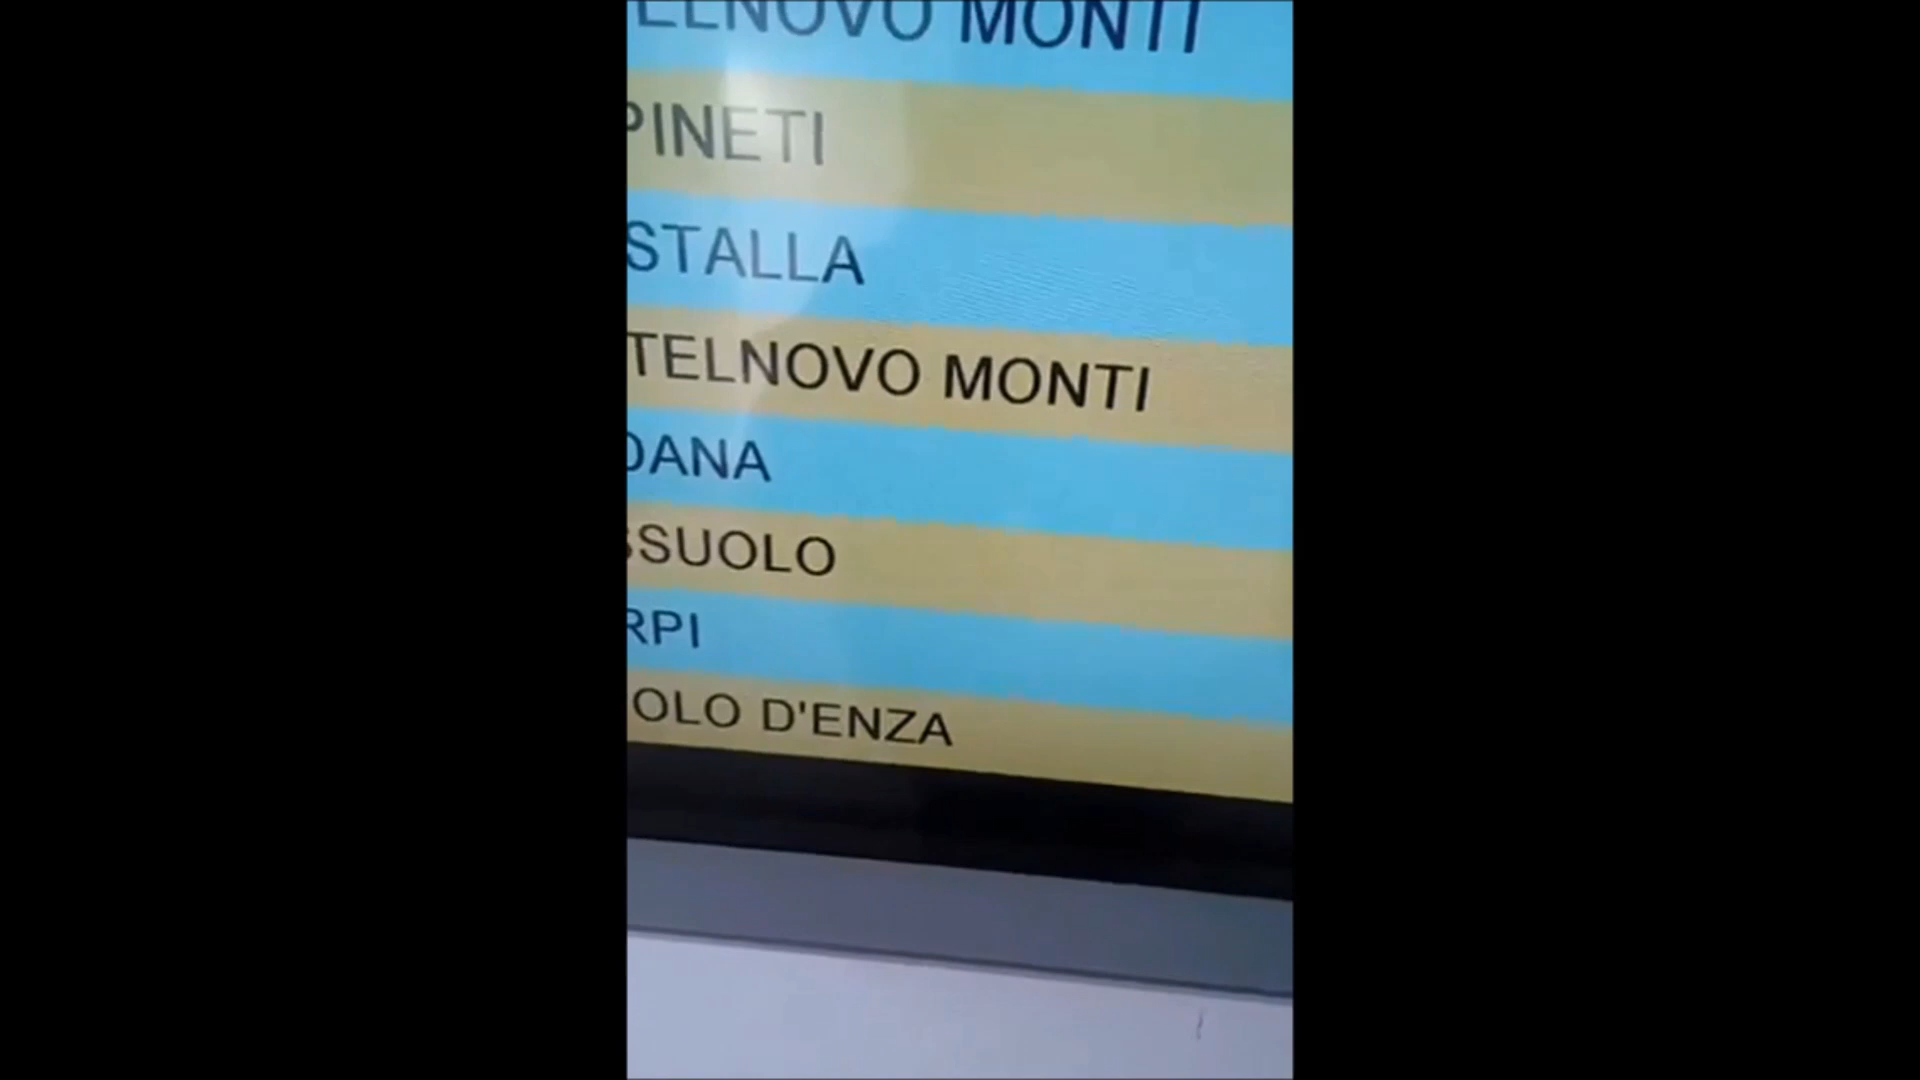 ELNOVO MONTI
PINETI
STALLA
TELNOVO MONTI
DANA
SSUOLO
RPI
OLO D'ENZA